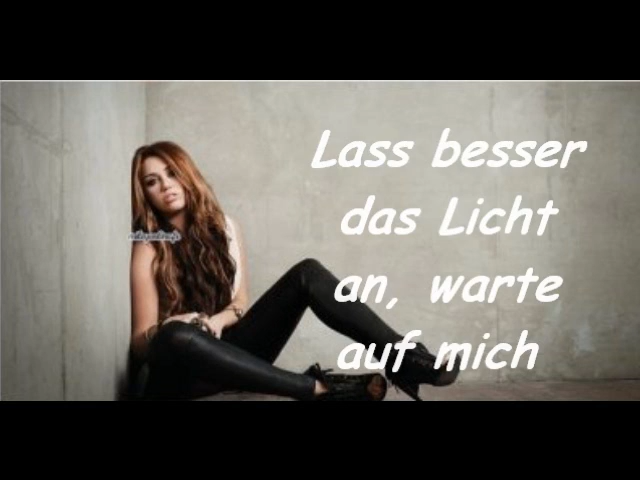 Lass besser
das Licht
an, warte
auf mich